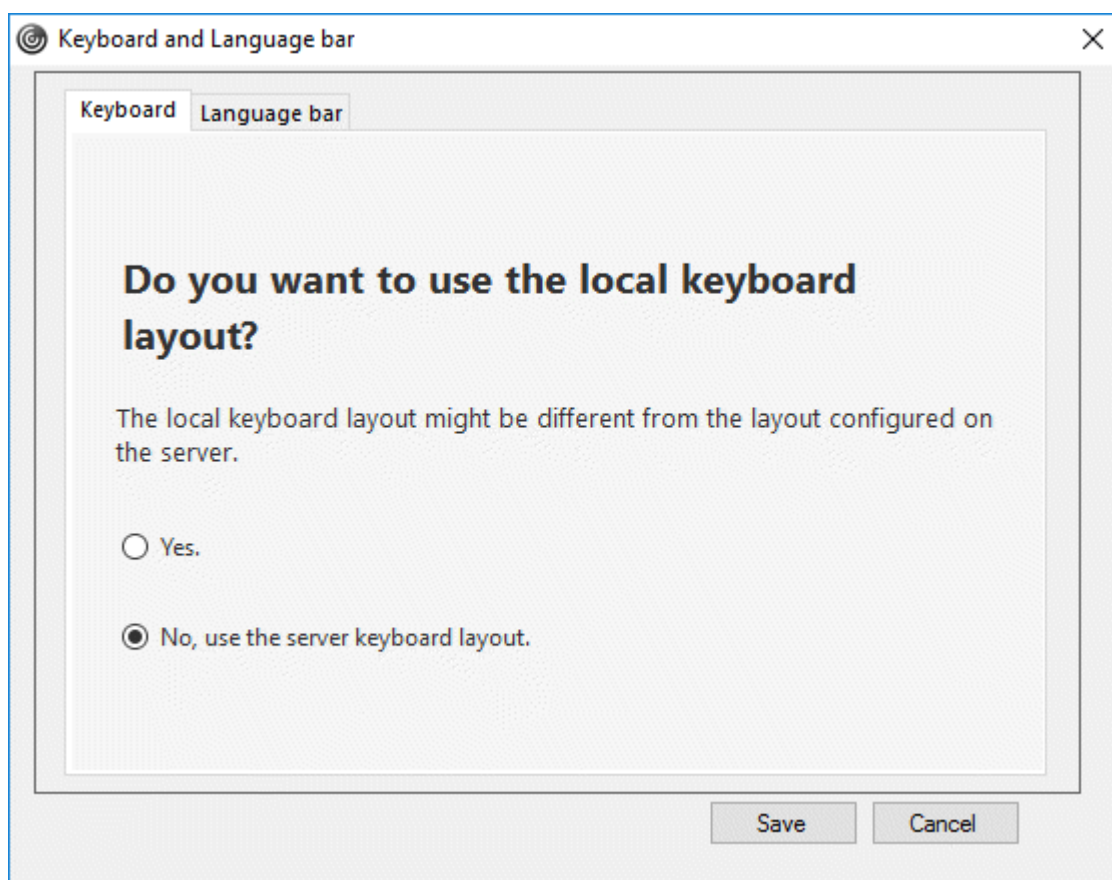 Keyboard and Language bar
Keyboard
Language bar
Do you want to use the local keyboard
layout?
The local keyboard layout might be different from the layout configured on
the server.
Yes.
No, use the server keyboard layout.
Save
Cancel